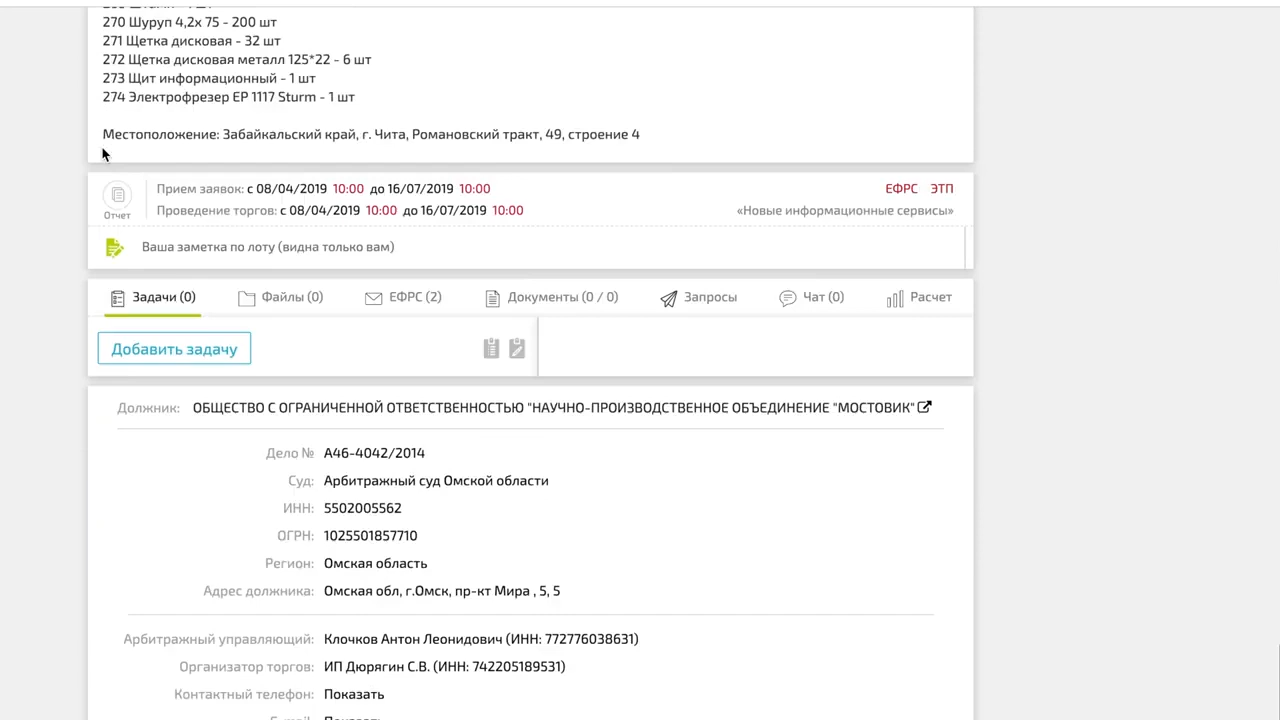 270 Шуруп 4,2х 75 - 200 шт
271 Щетка дисковая - 32 шт
272 Щетка дисковая металл 125*22 - 6 шт
273 Щит информационный - 1 шт
274 Электрофрезер ЕР 1117 Sturm - 1 шт
Местоположение: Забайкальский край, г. Чита, Романовский тракт, 49, строение 4
Отчет
Прием заявок: с 08/04/2019 10:00 до 16/07/2019 10:00
ЕФРС ЭТП
Проведение торгов: с 08/04/2019 10:00 до 16/07/2019 10:00
«Новые информационные сервисы»
Ваша заметка по лоту (видна только вам)
Задачи (0) Файлы (0) ЕФРС (2) Документы (0 / 0) Запросы Чат (0) Расчет
Добавить задачу
Должник: ОБЩЕСТВО С ОГРАНИЧЕННОЙ ОТВЕТСТВЕННОСТЬЮ "НАУЧНО-ПРОИЗВОДСТВЕННОЕ ОБЪЕДИНЕНИЕ "МОСТОВИК"
Дело № А46-4042/2014
Суд: Арбитражный суд Омской области
ИНН: 5502005562
ОГРН: 1025501857710
Регион: Омская область
Адрес должника: Омская обл, г.Омск, пр-кт Мира , 5, 5
Арбитражный управляющий: Клочков Антон Леонидович (ИНН: 772776038631)
Организатор торгов: ИП Дюрягин С.В. (ИНН: 742205189531)
Контактный телефон: Показать